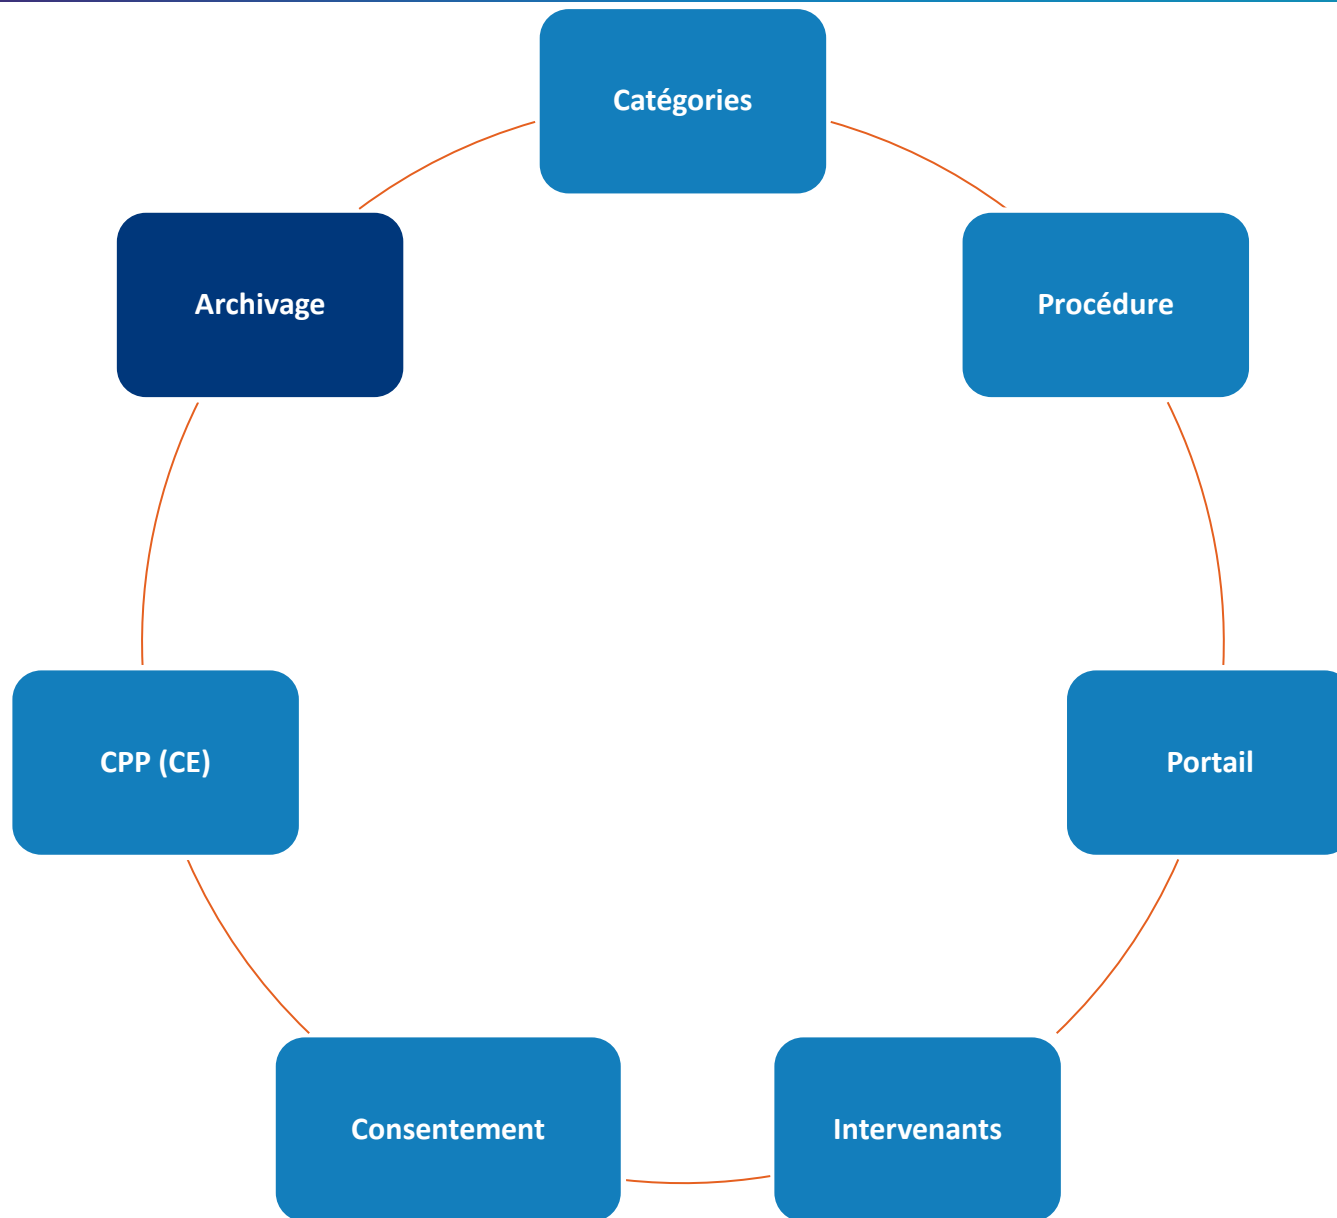 Catégories
Archivage
Procédure
CPP (CE)
Portail
Consentement
Intervenants